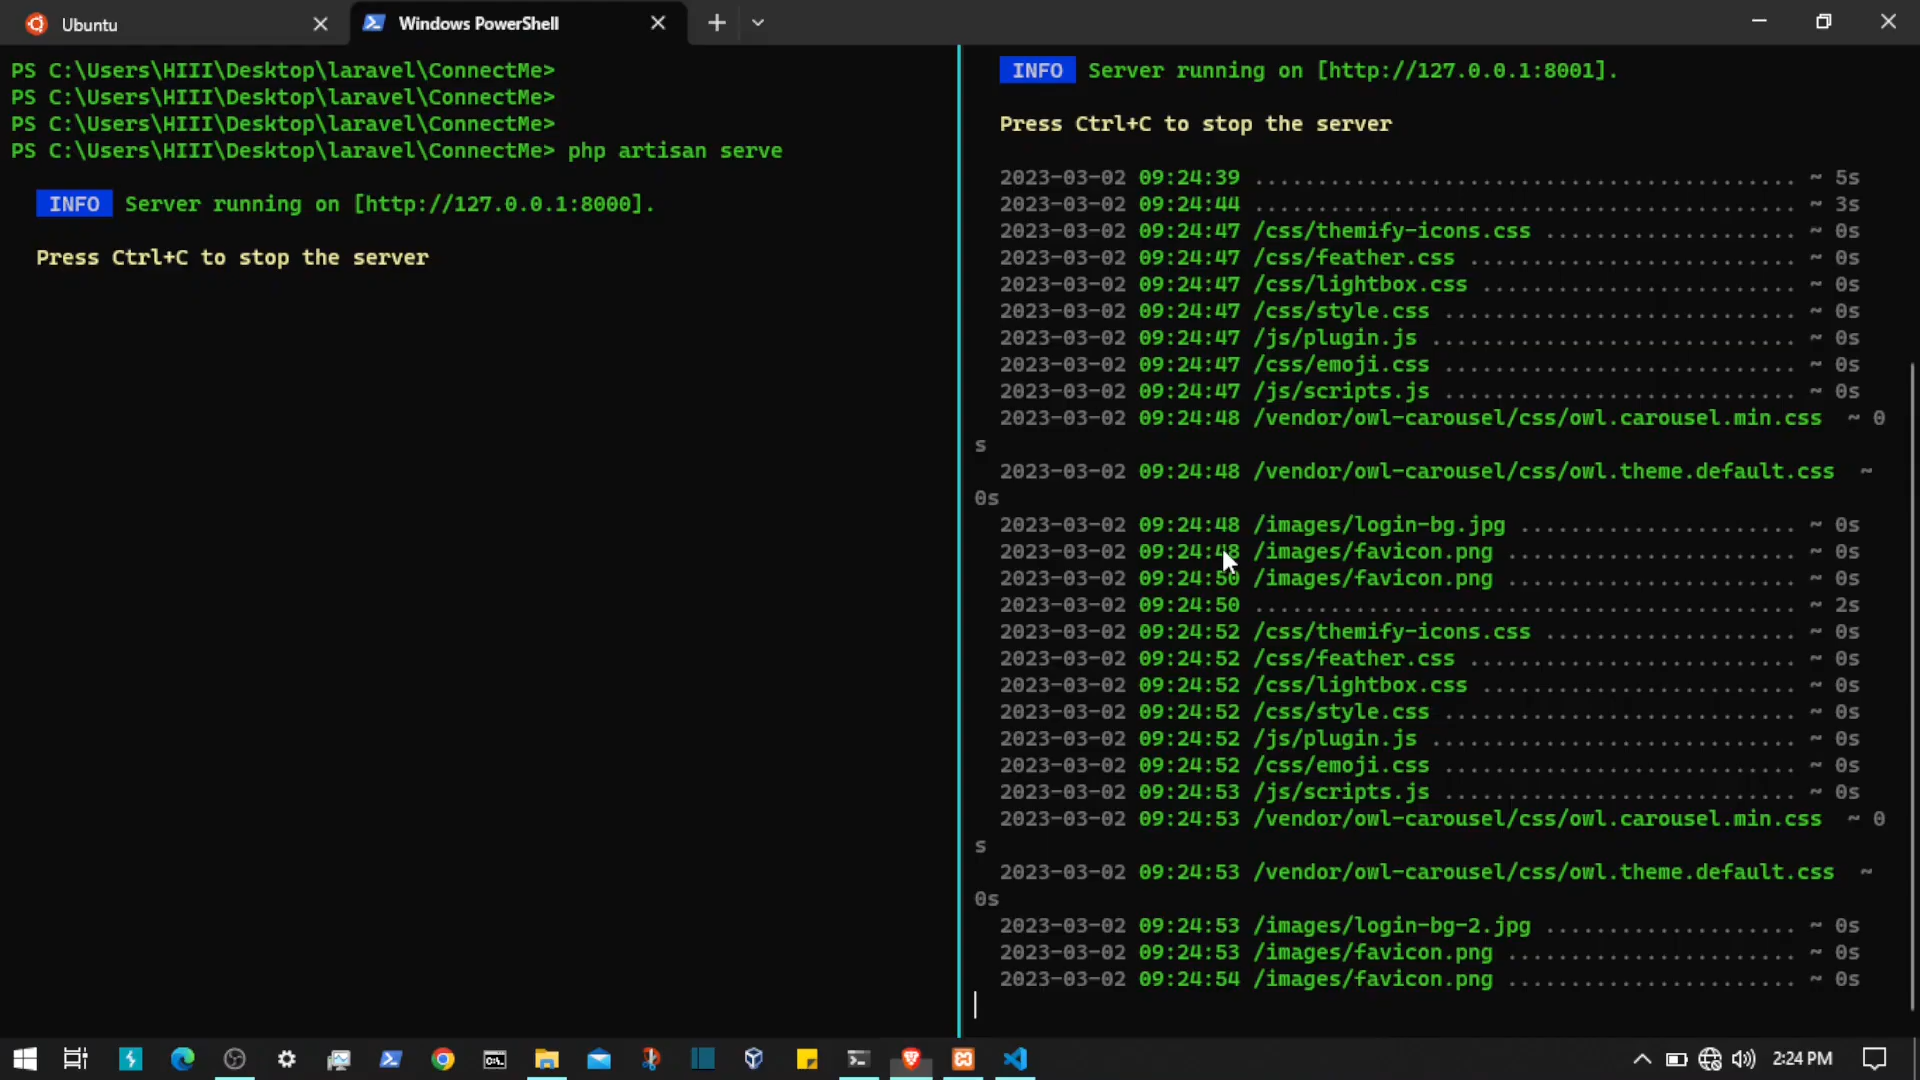 Ubuntu
Windows PowerShell
PS C:\Users\HIII\Desktop\laravel\ConnectMe>
PS C:\Users\HIII\Desktop\laravel\ConnectMe>
PS C:\Users\HIII\Desktop\laravel\ConnectMe>
PS C:\Users\HIII\Desktop\laravel\ConnectMe> php artisan serve
INFO Server running on [http://127.0.0.1:8000].
Press Ctrl+C to stop the server
INFO Server running on [http://127.0.0.1:8001].
Press Ctrl+C to stop the server
2023-03-02 09:24:39 ........................................... ~ 5s
2023-03-02 09:24:44 ........................................... ~ 3s
2023-03-02 09:24:47 /css/themify-icons.css .................... ~ 0s
2023-03-02 09:24:47 /css/feather.css .......................... ~ 0s
2023-03-02 09:24:47 /css/lightbox.css ......................... ~ 0s
2023-03-02 09:24:47 /css/style.css ............................ ~ 0s
2023-03-02 09:24:47 /js/plugin.js ............................. ~ 0s
2023-03-02 09:24:47 /css/emoji.css ............................ ~ 0s
2023-03-02 09:24:47 /js/scripts.js ............................ ~ 0s
2023-03-02 09:24:48 /vendor/owl-carousel/css/owl.carousel.min.css ~ 0
s
2023-03-02 09:24:48 /vendor/owl-carousel/css/owl.theme.default.css ~
0s
2023-03-02 09:24:48 /images/login-bg.jpg ...................... ~ 0s
2023-03-02 09:24:48 /images/favicon.png ....................... ~ 0s
2023-03-02 09:24:50 /images/favicon.png ....................... ~ 0s
2023-03-02 09:24:50 ........................................... ~ 2s
2023-03-02 09:24:52 /css/themify-icons.css .................... ~ 0s
2023-03-02 09:24:52 /css/feather.css .......................... ~ 0s
2023-03-02 09:24:52 /css/lightbox.css ......................... ~ 0s
2023-03-02 09:24:52 /css/style.css ............................ ~ 0s
2023-03-02 09:24:52 /js/plugin.js ............................. ~ 0s
2023-03-02 09:24:52 /css/emoji.css ............................ ~ 0s
2023-03-02 09:24:53 /js/scripts.js ............................ ~ 0s
2023-03-02 09:24:53 /vendor/owl-carousel/css/owl.carousel.min.css ~ 0
s
2023-03-02 09:24:53 /vendor/owl-carousel/css/owl.theme.default.css ~
0s
2023-03-02 09:24:53 /images/login-bg-2.jpg .................... ~ 0s
2023-03-02 09:24:53 /images/favicon.png ....................... ~ 0s
2023-03-02 09:24:54 /images/favicon.png ....................... ~ 0s
2:24 PM